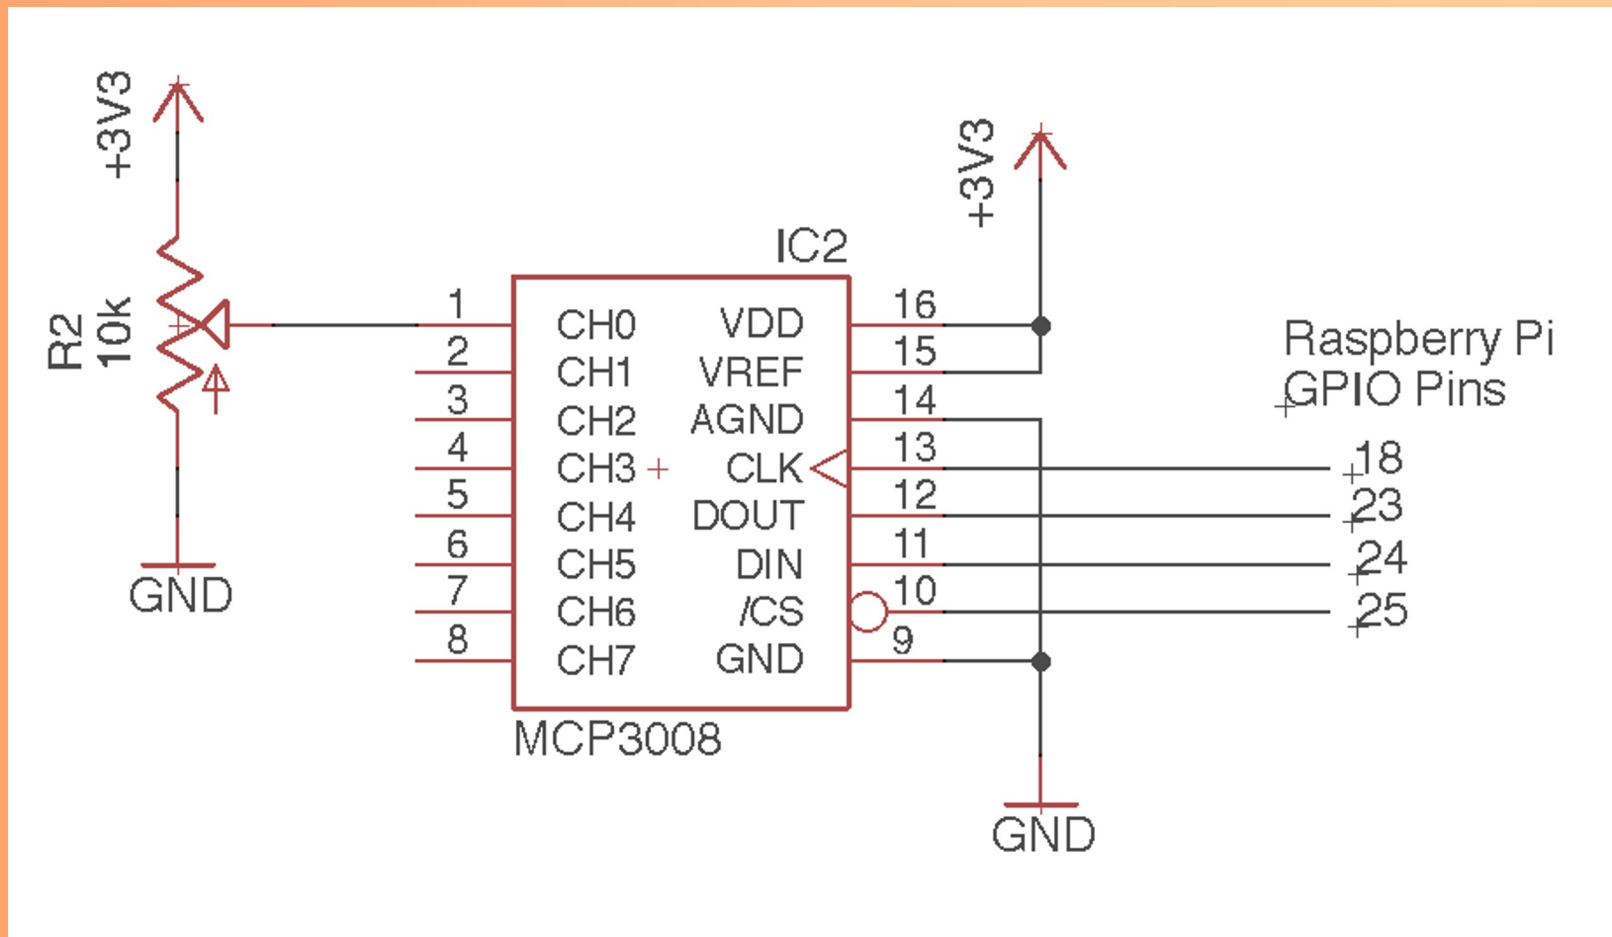 +3V3
R2
10k
GND
IC2
MCP3008
1 CH0
2 CH1
3 CH2
4 CH3
5 CH4
6 CH5
7 CH6
8 CH7
VDD 16
VREF 15
AGND 14
CLK 13
DOUT 12
DIN 11
/CS 10
GND 9
+3V3
GND
Raspberry Pi
GPIO Pins
18
23
24
25